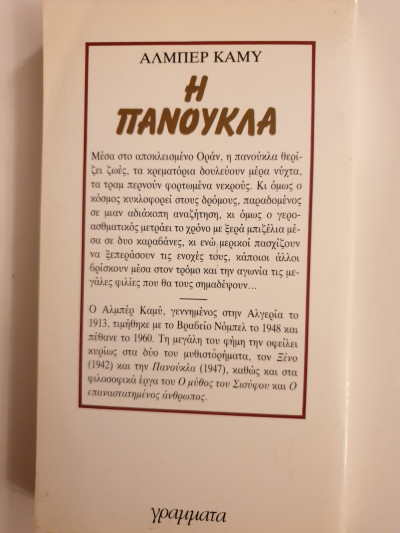 ΑΛΜΠΕΡ ΚΑΜΥ
Η
ΠΑΝΟΥΚΛΑ
Μέσα στο αποκλεισμένο Οράν, η πανούκλα θερί-
ζει ζωές, τα κρεματόρια δουλεύουν μέρα νύχτα,
τα τραμ περνούν φορτωμένα νεκρούς. Κι όμως ο
κόσμος κυκλοφορεί στους δρόμους, παραδομένος
σε μιαν αδιάκοπη αναζήτηση, κι όμως ο γερο-
ασθματικός μετράει το χρόνο με ξερά μπιζέλια μέ-
σα σε δυο καραβάνες, κι ενώ μερικοί πασχίζουν
να ξεπεράσουν τις ενοχές τους, κάποιοι άλλοι
βρίσκουν μέσα στον τρόμο και την αγωνία τις με-
γάλες φιλίες που θα τους σημαδέψουν...
Ο Αλμπέρ Καμύ, γεννημένος στην Αλγερία το
1913, τιμήθηκε με το Βραβείο Νόμπελ το 1948 και
πέθανε το 1960. Τη μεγάλη του φήμη την οφείλει
κυρίως στα δύο του μυθιστορήματα, τον Ξένο
(1942) και την Πανούκλα (1947), καθώς και στα
φιλοσοφικά έργα του Ο μύθος του Σισύφου και Ο
επαναστατημένος άνθρωπος.
γραμματα